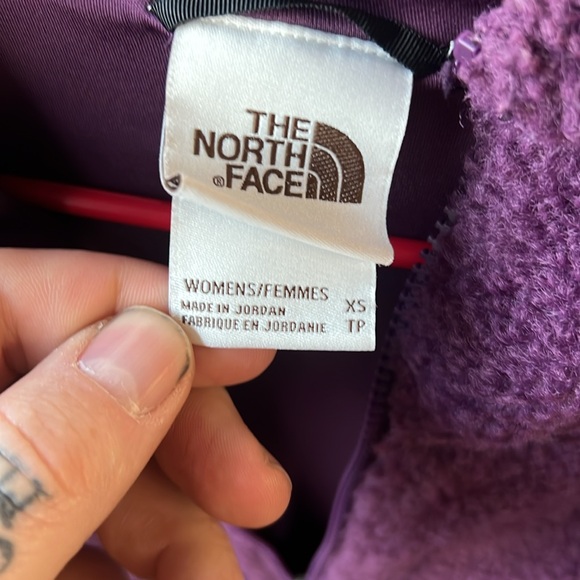 THE
NORTH
®FACE
WOMENS/FEMMES XS
MADE IN JORDAN
FABRIQUE EN JORDANIE TP